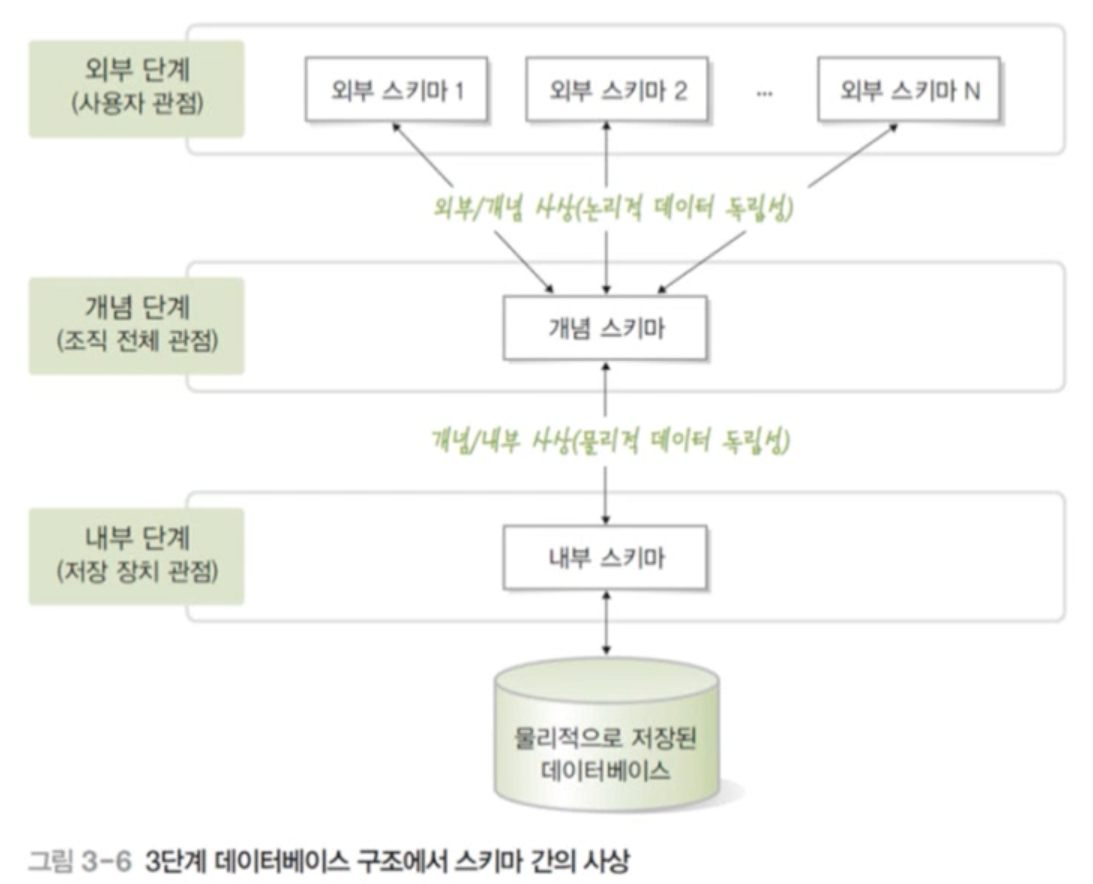 외부 단계
(사용자 관점)
외부 스키마 1
외부 스키마 2
...
외부 스키마 N
외부/개념 사상(논리적 데이터 독립성)
개념 단계
(조직 전체 관점)
개념 스키마
개념/내부 사상(물리적 데이터 독립성)
내부 단계
(저장 장치 관점)
내부 스키마
물리적으로 저장된
데이터베이스
그림 3-6 3단계 데이터베이스 구조에서 스키마 간의 사상